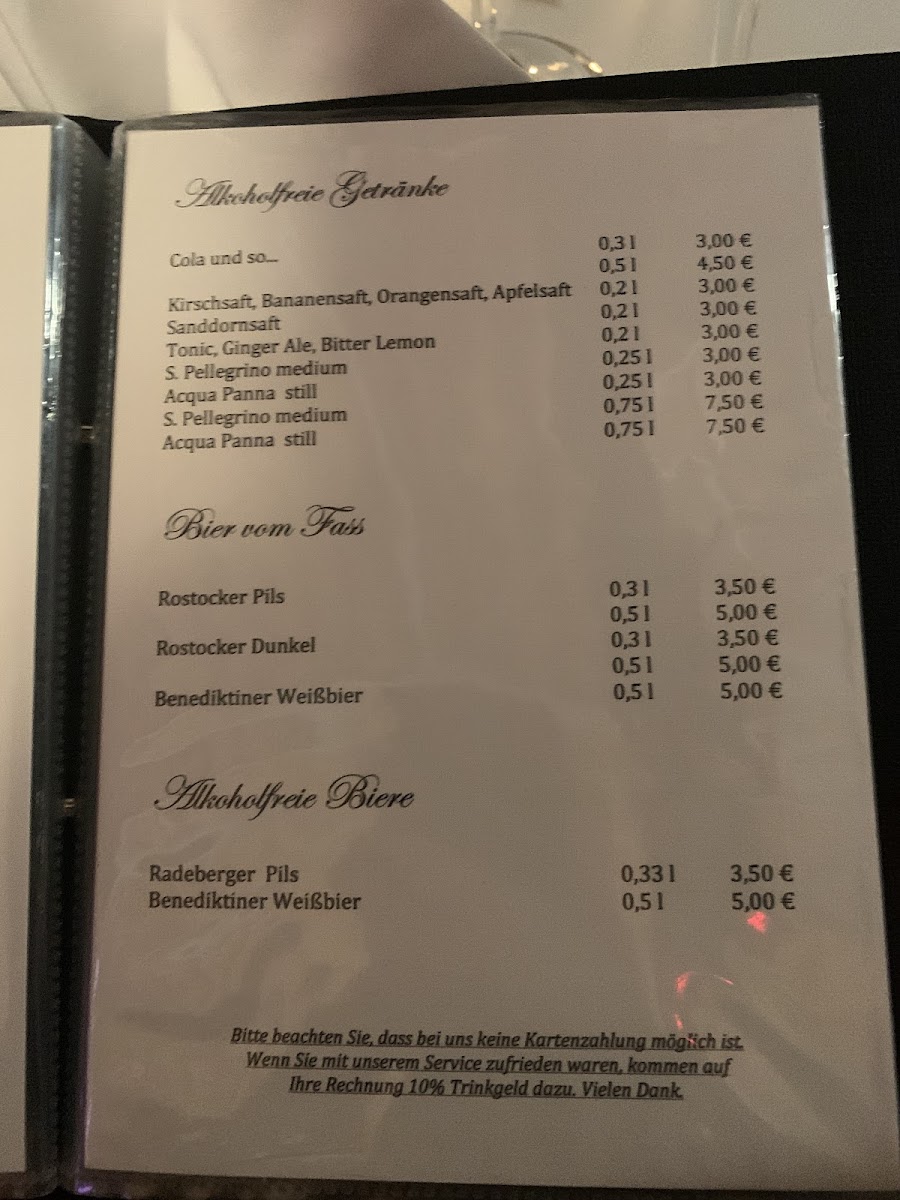 Alkoholfreie Getränke
Cola und so... 0,3 l 3,00 €
0,5 l 4,50 €
Kirschsaft, Bananensaft, Orangensaft, Apfelsaft 0,2 l 3,00 €
Sanddornsaft 0,2 l 3,00 €
Tonic, Ginger Ale, Bitter Lemon 0,2 l 3,00 €
S. Pellegrino medium 0,25 l 3,00 €
Acqua Panna still 0,25 l 3,00 €
S. Pellegrino medium 0,75 l 7,50 €
Acqua Panna still 0,75 l 7,50 €
Bier vom Fass
Rostocker Pils 0,3 l 3,50 €
0,5 l 5,00 €
Rostocker Dunkel 0,3 l 3,50 €
0,5 l 5,00 €
Benediktiner Weißbier 0,5 l 5,00 €
Alkoholfreie Biere
Radeberger Pils 0,33 l 3,50 €
Benediktiner Weißbier 0,5 l 5,00 €
Bitte beachten Sie, dass bei uns keine Kartenzahlung möglich ist.
Wenn Sie mit unserem Service zufrieden waren, kommen auf
Ihre Rechnung 10% Trinkgeld dazu. Vielen Dank.